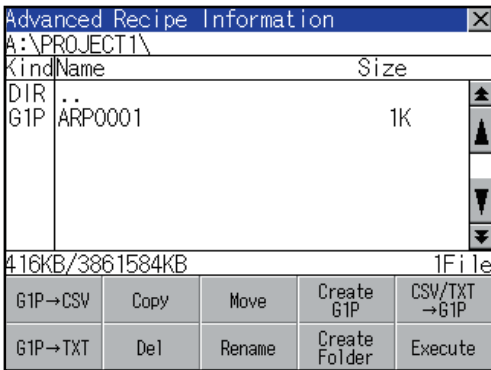 Advanced Recipe Information
A:\PROJECT1\
Kind Name Size
DIR ..
G1P ARP0001 1K
416KB/3861584KB 1File
G1P→CSV Copy Move Create G1P CSV/TXT→G1P
G1P→TXT Del Rename Create Folder Execute